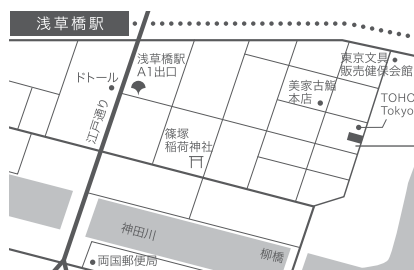 浅草橋駅
浅草橋駅
A1出口
東京文具
販売健保会館
ドトール
美家古鮨
本店
TOHO
Tokyo
江戸通り
篠塚
稲荷神社
神田川
柳橋
両国郵便局